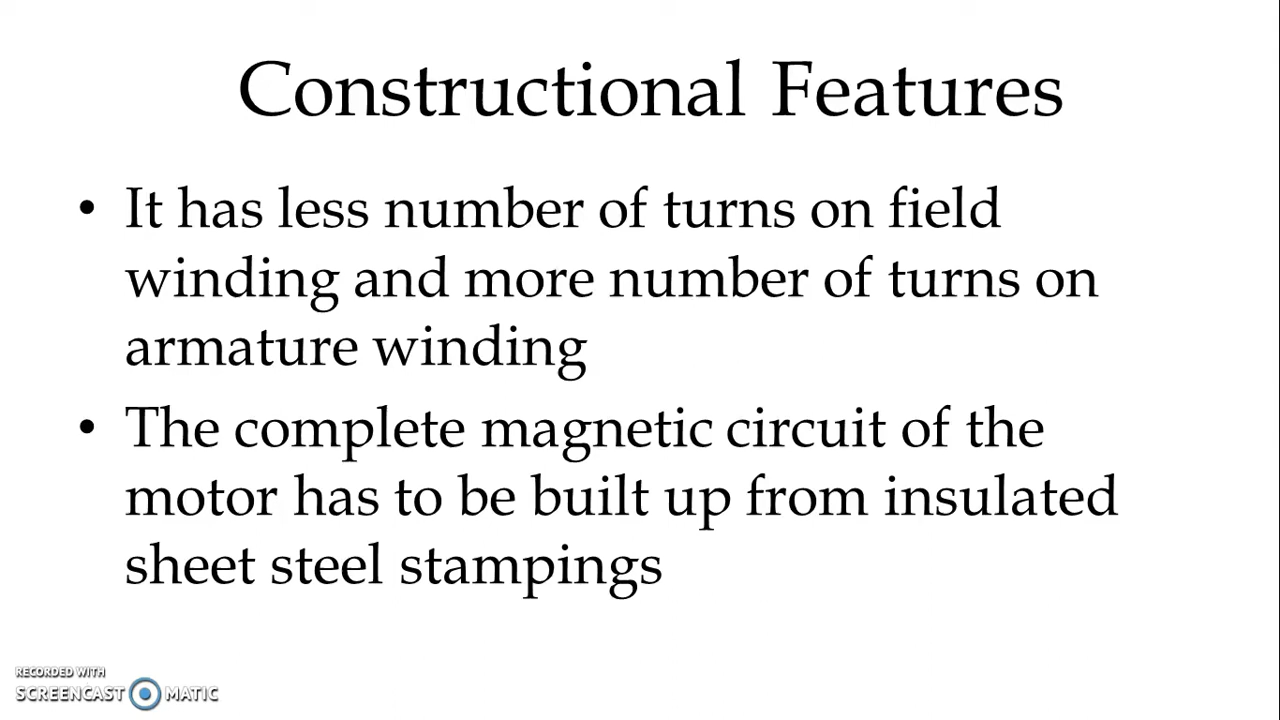 Constructional Features
• It has less number of turns on field
winding and more number of turns on
armature winding
• The complete magnetic circuit of the
motor has to be built up from insulated
sheet steel stampings
RECORDED WITH
SCREENCAST MATIC